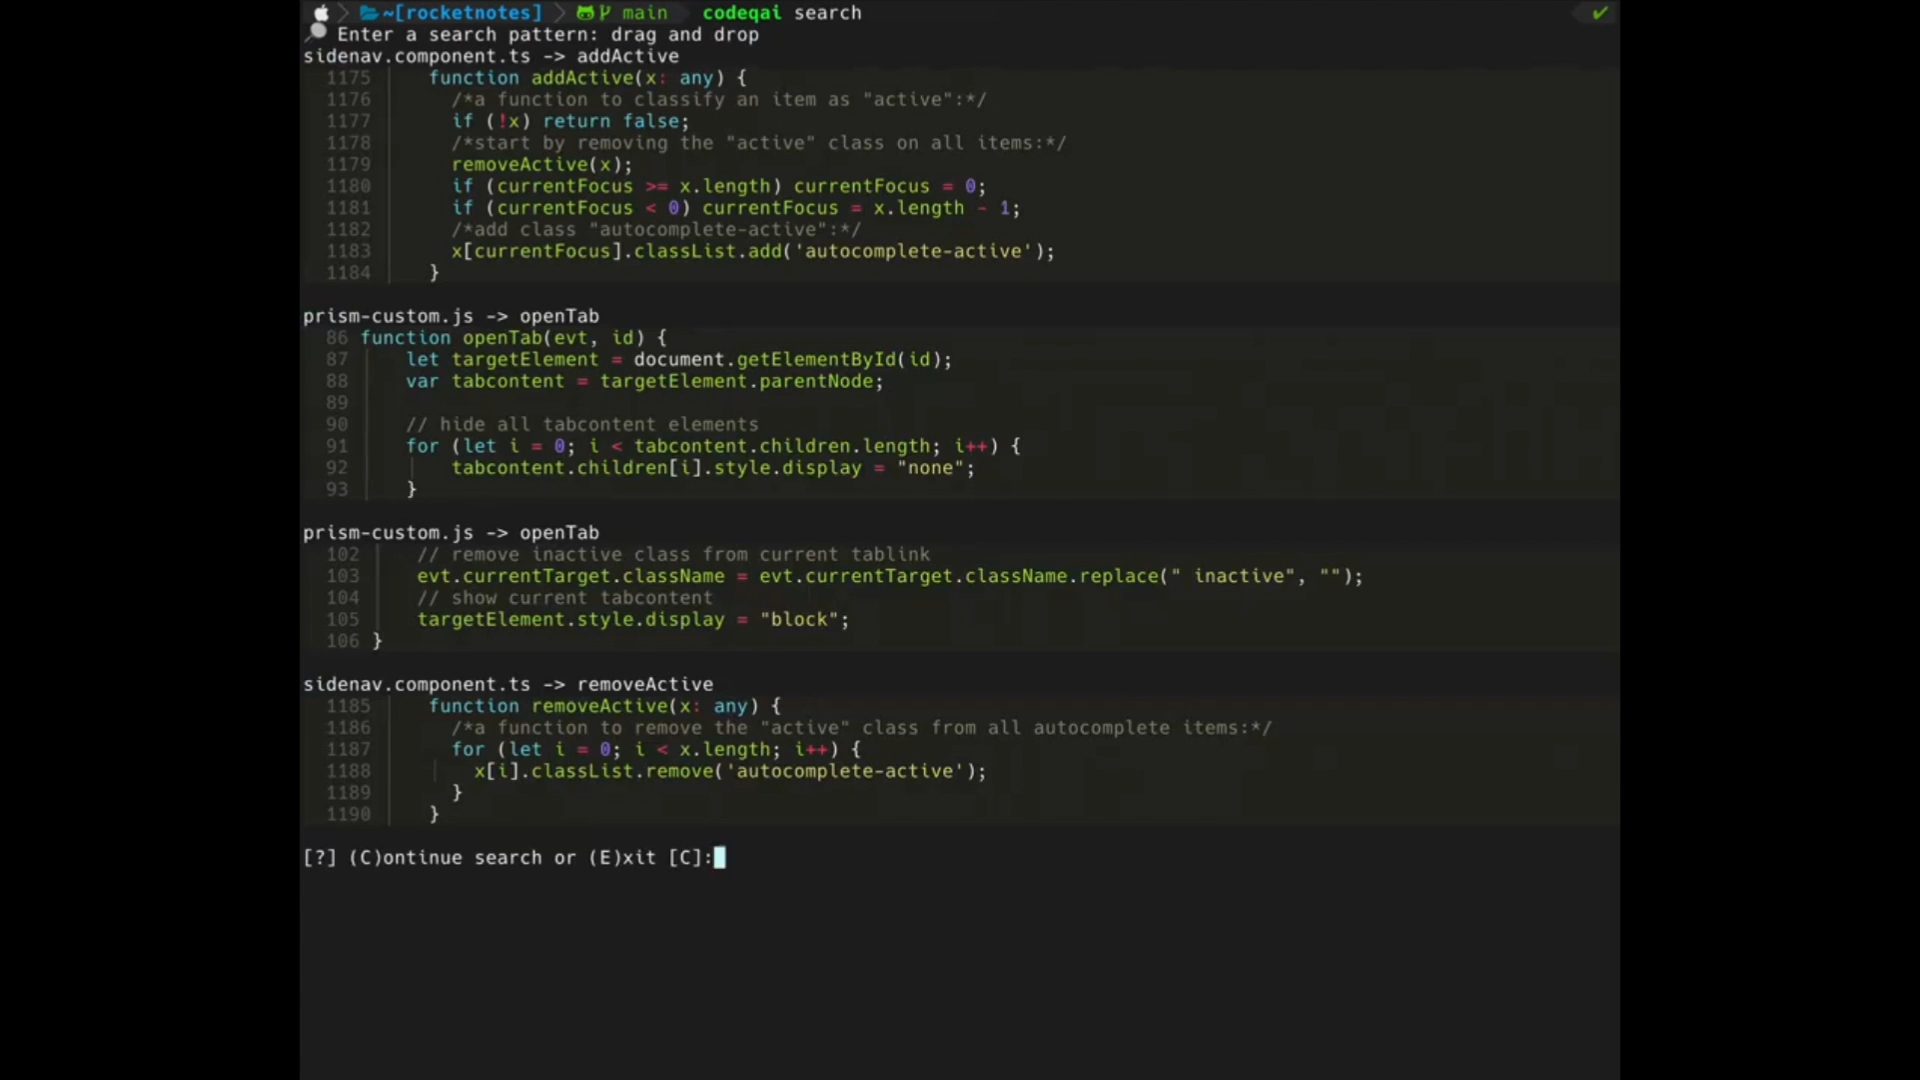 ~[rocketnotes] main codeqai search ✔
Enter a search pattern: drag and drop
sidenav.component.ts -> addActive
1175 function addActive(x: any) {
1176 /*a function to classify an item as "active":*/
1177 if (!x) return false;
1178 /*start by removing the "active" class on all items:*/
1179 removeActive(x);
1180 if (currentFocus >= x.length) currentFocus = 0;
1181 if (currentFocus < 0) currentFocus = x.length - 1;
1182 /*add class "autocomplete-active":*/
1183 x[currentFocus].classList.add('autocomplete-active');
1184 }
prism-custom.js -> openTab
86 function openTab(evt, id) {
87 let targetElement = document.getElementById(id);
88 var tabcontent = targetElement.parentNode;
89
90 // hide all tabcontent elements
91 for (let i = 0; i < tabcontent.children.length; i++) {
92 tabcontent.children[i].style.display = "none";
93 }
prism-custom.js -> openTab
102 // remove inactive class from current tablink
103 evt.currentTarget.className = evt.currentTarget.className.replace(" inactive", "");
104 // show current tabcontent
105 targetElement.style.display = "block";
106 }
sidenav.component.ts -> removeActive
1185 function removeActive(x: any) {
1186 /*a function to remove the "active" class from all autocomplete items:*/
1187 for (let i = 0; i < x.length; i++) {
1188 x[i].classList.remove('autocomplete-active');
1189 }
1190 }
[?] (C)ontinue search or (E)xit [C]: